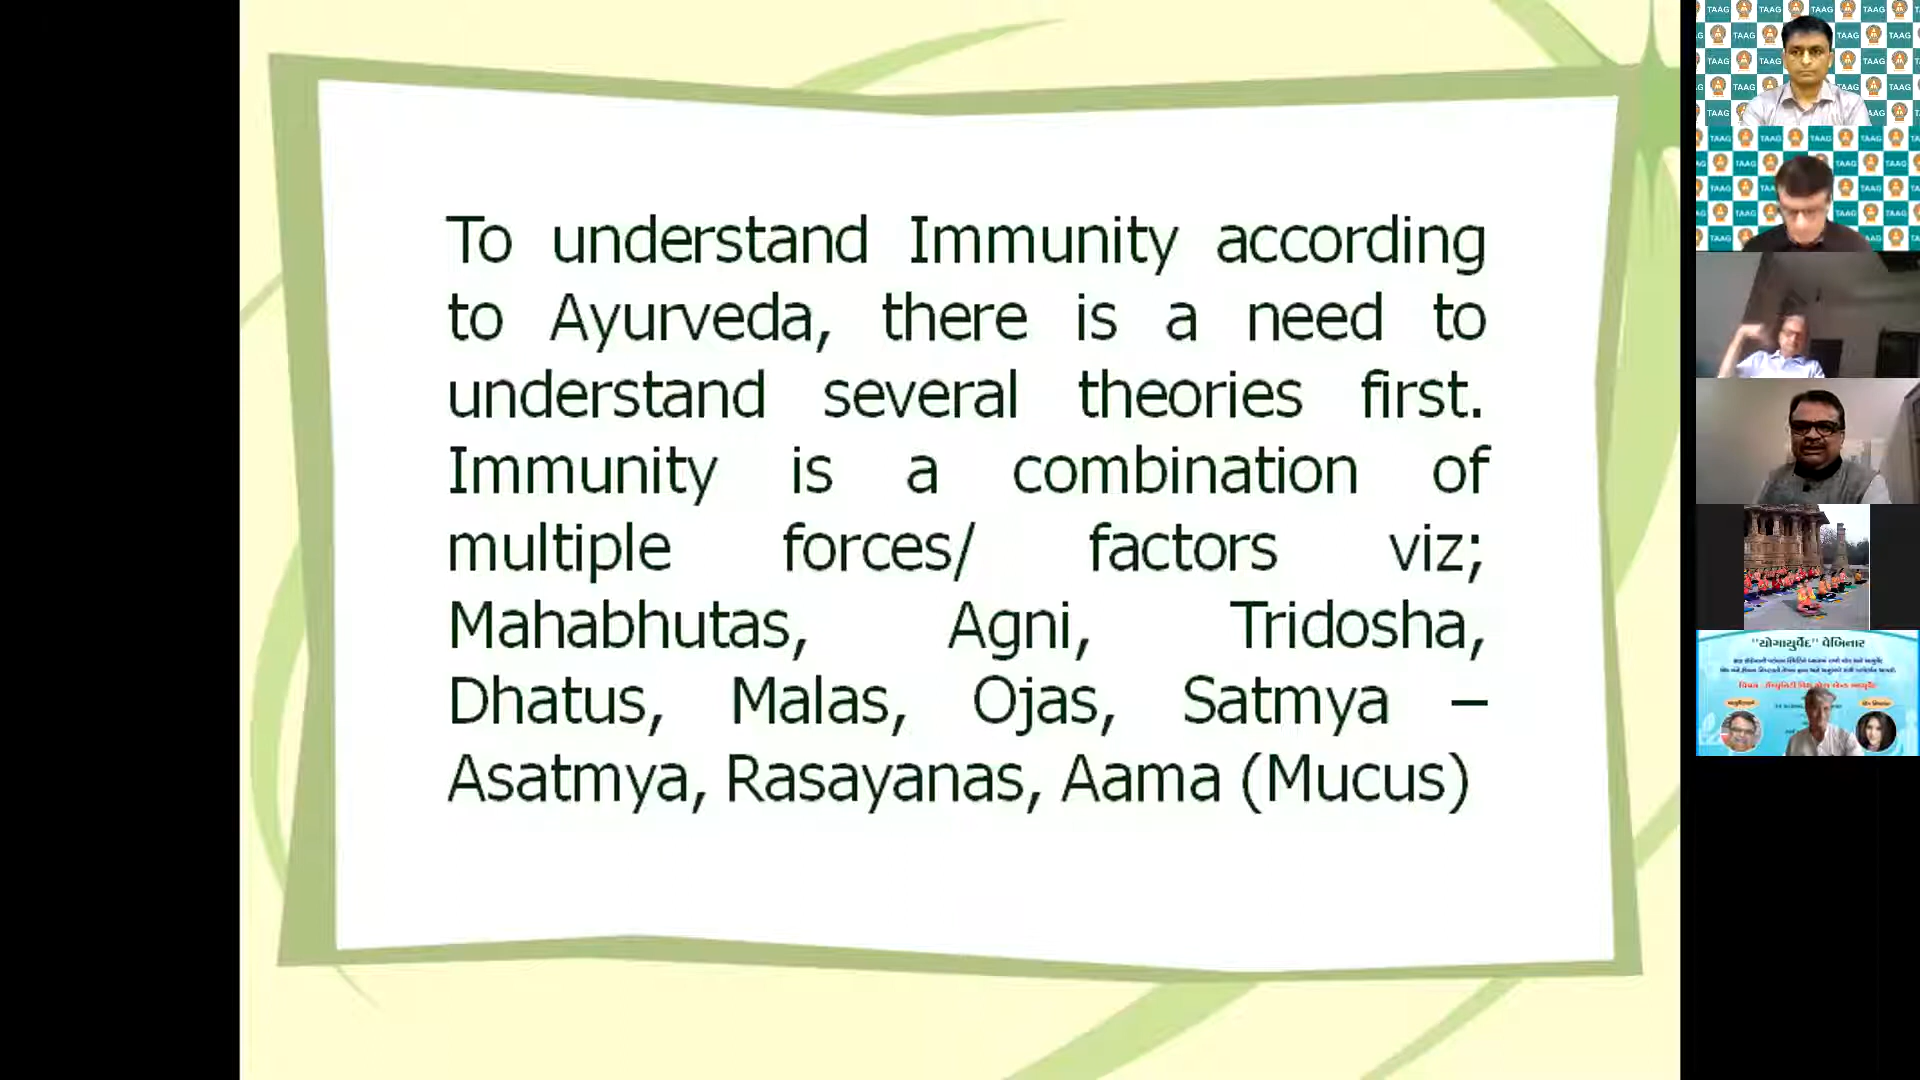 To understand Immunity according
to Ayurveda, there is a need to
understand several theories first.
Immunity is a combination of
multiple forces/ factors viz;
Mahabhutas, Agni, Tridosha,
Dhatus, Malas, Ojas, Satmya –
Asatmya, Rasayanas, Aama (Mucus)
TAAG
"યોગાયુર્વેદ" વેબિનાર